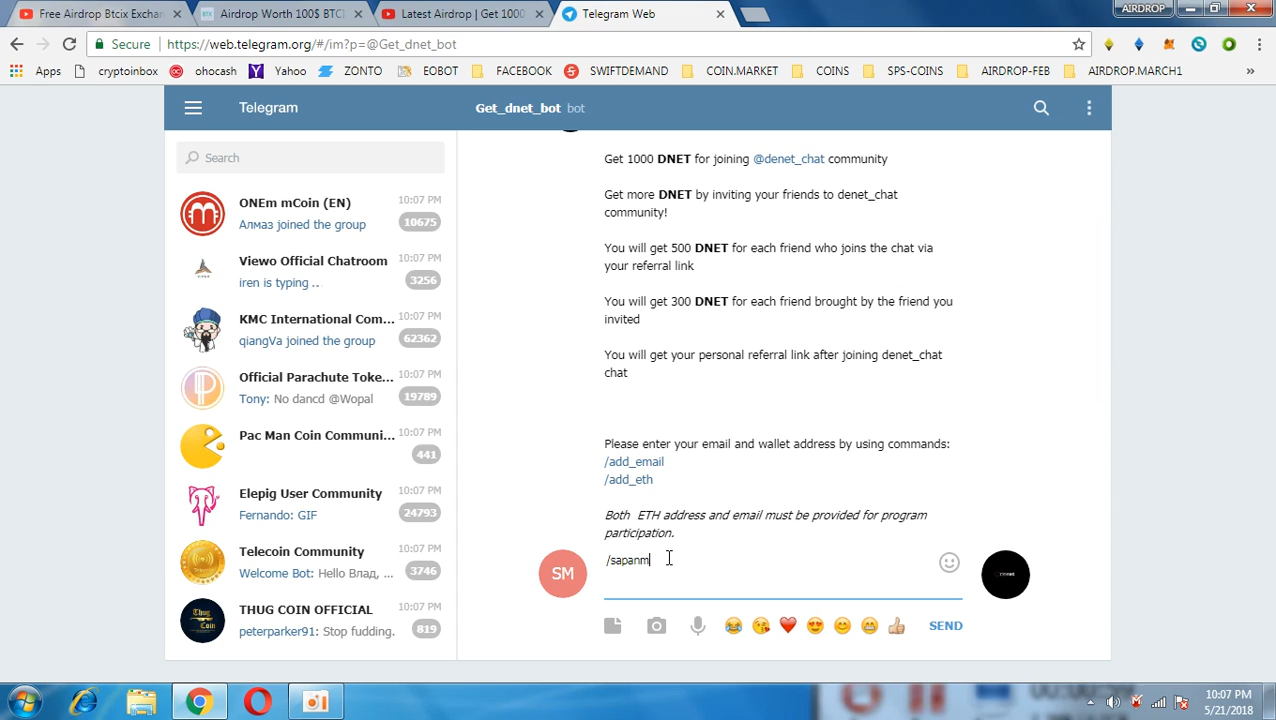 Free Airdrop Btcix Exchan
Airdrop Worth 100$ BTCI
Latest Airdrop | Get 1000
Telegram Web
AIRDROP
Secure
https://web.telegram.org/#/im?p=@Get_dnet_bot
Apps
cryptoinbox
ohocash
Yahoo
ZONTO
EOBOT
FACEBOOK
SWIFTDEMAND
COIN.MARKET
COINS
SPS-COINS
AIRDROP-FEB
AIRDROP.MARCH1
»
Telegram
Get_dnet_bot bot
Search
ONEm mCoin (EN) 10:07 PM
Алмаз joined the group 10675
Viewo Official Chatroom 10:07 PM
iren is typing .. 3256
KMC International Com... 10:07 PM
qiangVa joined the group 62362
Official Parachute Toke... 10:07 PM
Tony: No dancd @Wopal 19789
Pac Man Coin Communi... 10:07 PM
441
Elepig User Community 10:07 PM
Fernando: GIF 24793
Telecoin Community 10:07 PM
Welcome Bot: Hello Влад, ... 3746
THUG COIN OFFICIAL 10:07 PM
peterparker91: Stop fudding. 819
Get 1000 DNET for joining @denet_chat community
Get more DNET by inviting your friends to denet_chat
community!
You will get 500 DNET for each friend who joins the chat via
your referral link
You will get 300 DNET for each friend brought by the friend you
invited
You will get your personal referral link after joining denet_chat
chat
Please enter your email and wallet address by using commands:
/add_email
/add_eth
Both ETH address and email must be provided for program
participation.
SM
/sapanm
SEND
10:07 PM
5/21/2018